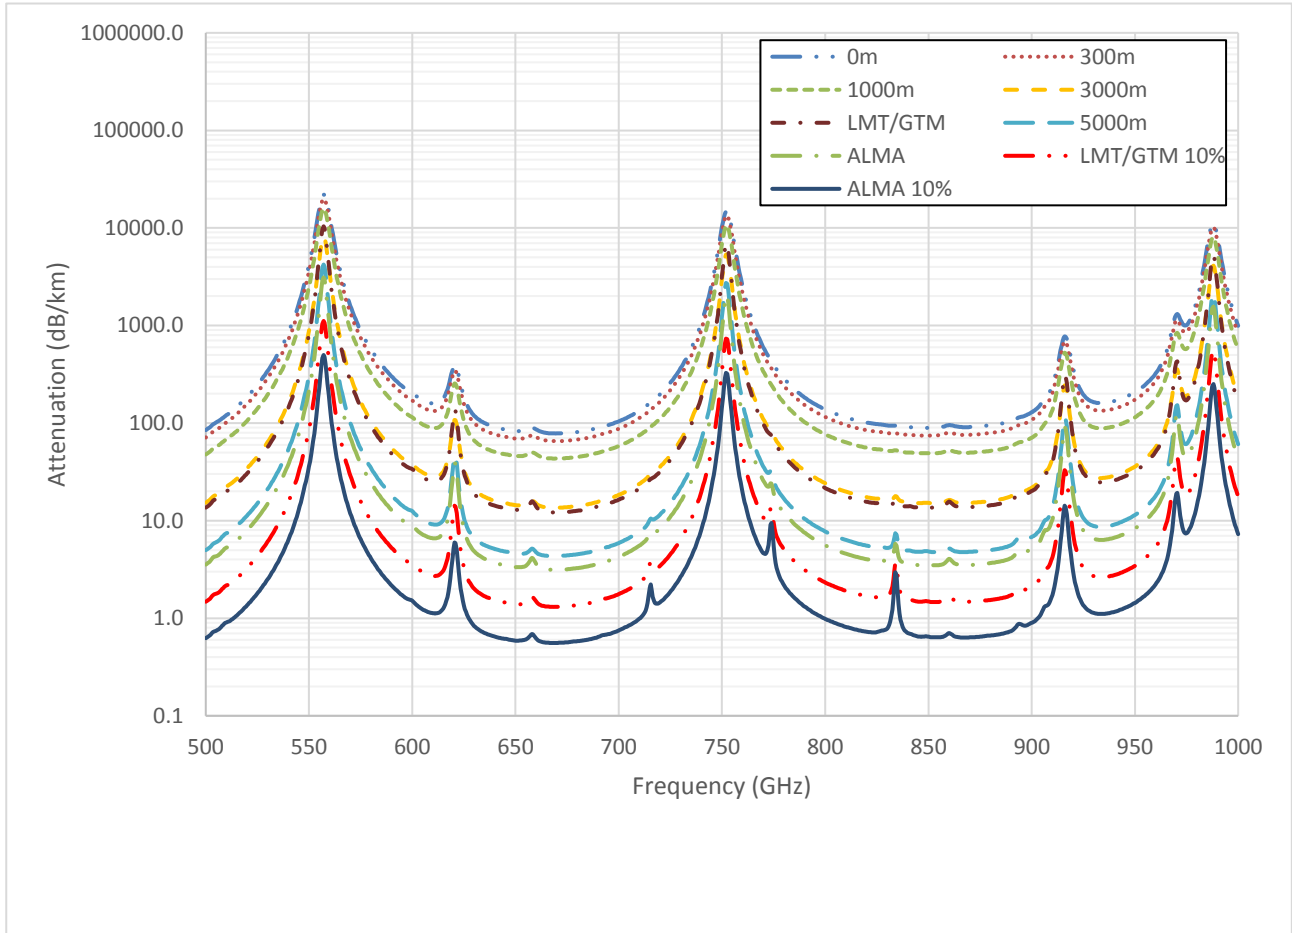 1000000.0
100000.0
10000.0
1000.0
100.0
10.0
1.0
0.1
Attenuation (dB/km)
0m 300m
1000m 3000m
LMT/GTM 5000m
ALMA LMT/GTM 10%
ALMA 10%
500 550 600 650 700 750 800 850 900 950 1000
Frequency (GHz)